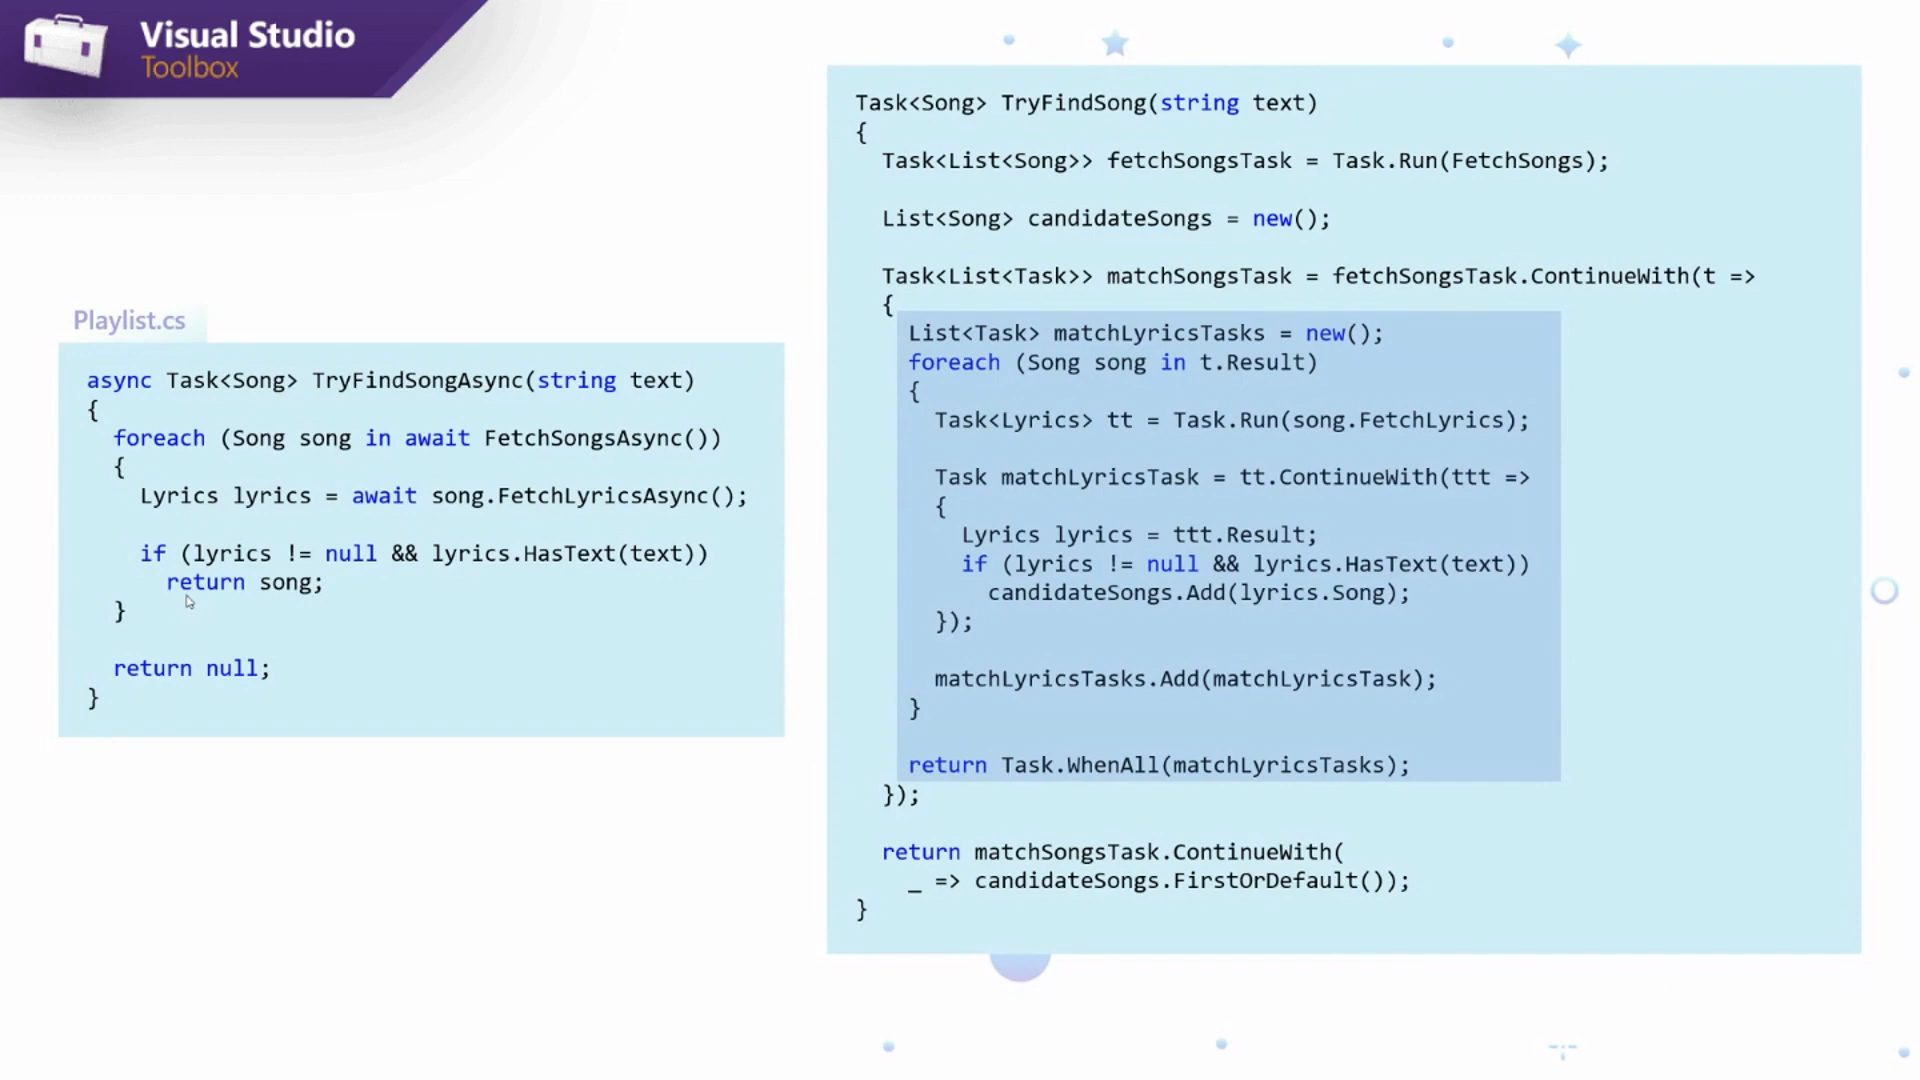 Visual Studio
Toolbox
Playlist.cs
async Task<Song> TryFindSongAsync(string text)
{
  foreach (Song song in await FetchSongsAsync())
  {
    Lyrics lyrics = await song.FetchLyricsAsync();

    if (lyrics != null && lyrics.HasText(text))
      return song;
  }

  return null;
}
Task<Song> TryFindSong(string text)
{
  Task<List<Song>> fetchSongsTask = Task.Run(FetchSongs);

  List<Song> candidateSongs = new();

  Task<List<Task>> matchSongsTask = fetchSongsTask.ContinueWith(t =>
  {
    List<Task> matchLyricsTasks = new();
    foreach (Song song in t.Result)
    {
      Task<Lyrics> tt = Task.Run(song.FetchLyrics);

      Task matchLyricsTask = tt.ContinueWith(ttt =>
      {
        Lyrics lyrics = ttt.Result;
        if (lyrics != null && lyrics.HasText(text))
          candidateSongs.Add(lyrics.Song);
      });

      matchLyricsTasks.Add(matchLyricsTask);
    }

    return Task.WhenAll(matchLyricsTasks);
  });

  return matchSongsTask.ContinueWith(
    _ => candidateSongs.FirstOrDefault());
}